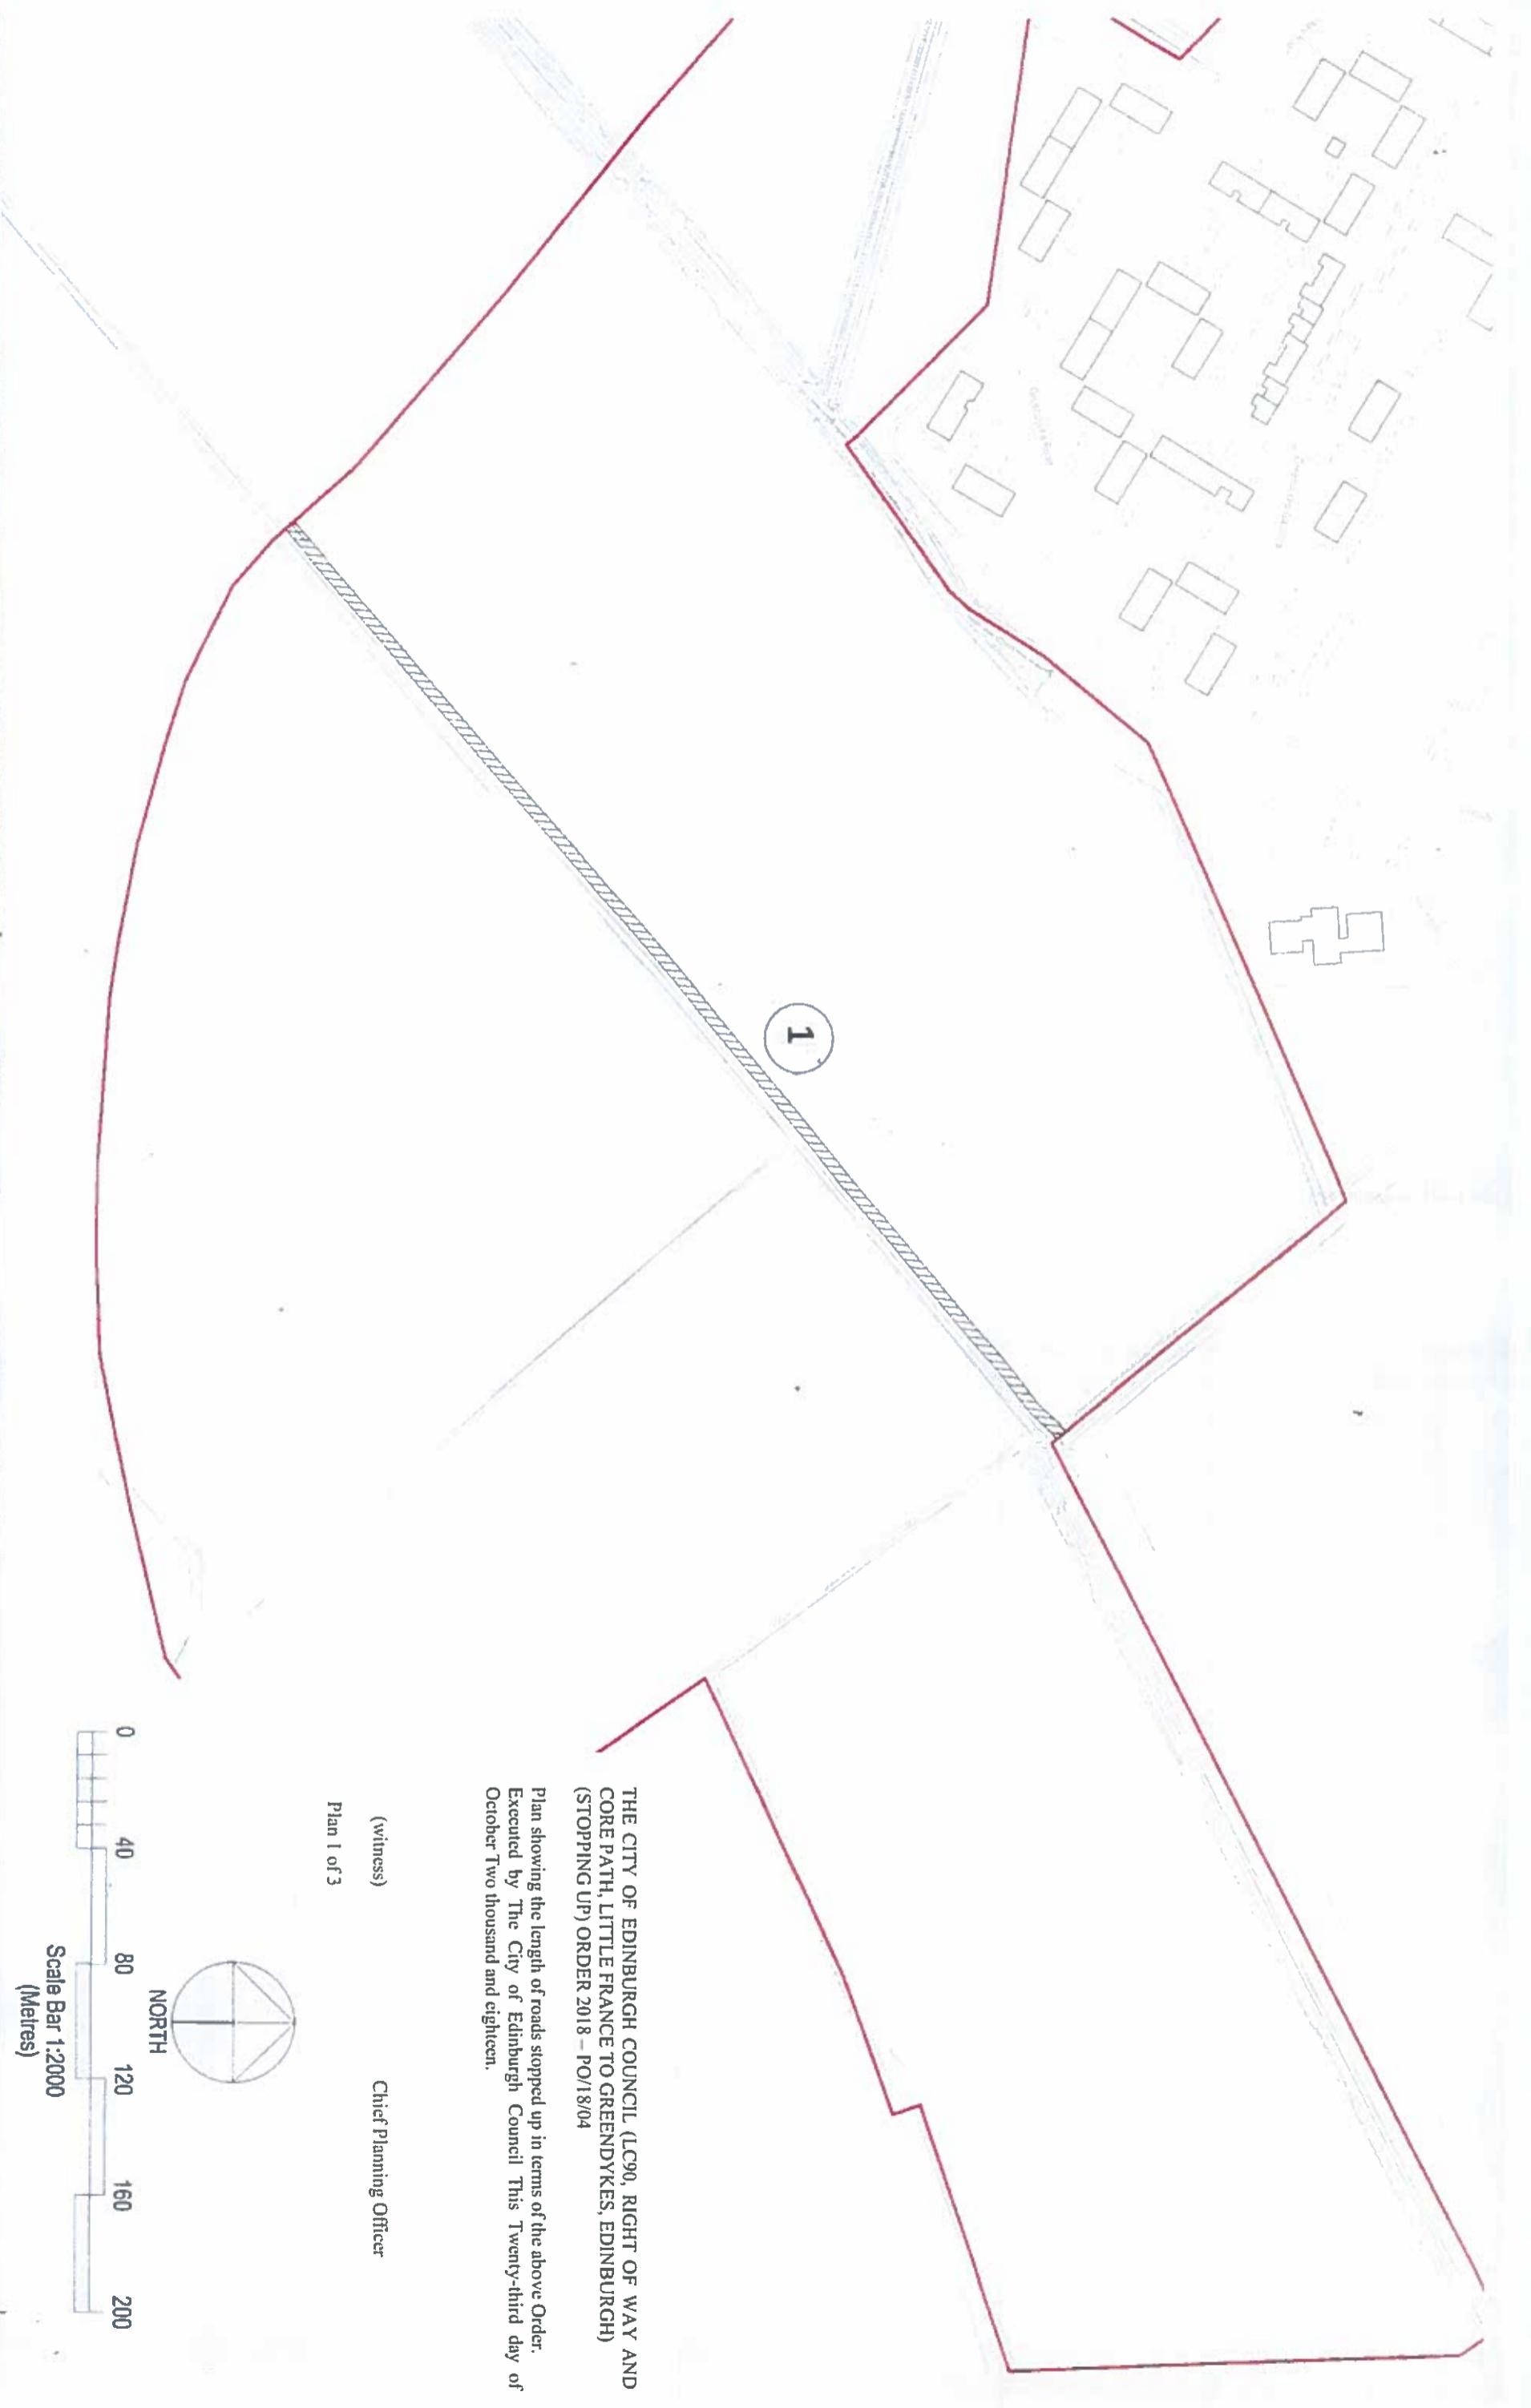 1
THE CITY OF EDINBURGH COUNCIL (LC90, RIGHT OF WAY AND
CORE PATH, LITTLE FRANCE TO GREENDYKES, EDINBURGH)
(STOPPING UP) ORDER 2018 – PO/18/04
Plan showing the length of roads stopped up in terms of the above Order.
Executed by The City of Edinburgh Council This Twenty-third day of
October Two thousand and eighteen.
(witness) Chief Planning Officer
Plan 1 of 3
NORTH
0 40 80 120 160 200
Scale Bar 1:2000
(Metres)